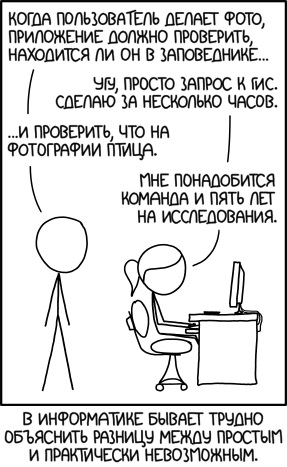 КОГДА ПОЛЬЗОВАТЕЛЬ ДЕЛАЕТ ФОТО,
ПРИЛОЖЕНИЕ ДОЛЖНО ПРОВЕРИТЬ,
НАХОДИТСЯ ЛИ ОН В ЗАПОВЕДНИКЕ...
УГУ, ПРОСТО ЗАПРОС К ГИС.
СДЕЛАЮ ЗА НЕСКОЛЬКО ЧАСОВ.
...И ПРОВЕРИТЬ, ЧТО НА
ФОТОГРАФИИ ПТИЦА.
МНЕ ПОНАДОБИТСЯ
КОМАНДА И ПЯТЬ ЛЕТ
НА ИССЛЕДОВАНИЯ.
В ИНФОРМАТИКЕ БЫВАЕТ ТРУДНО
ОБЪЯСНИТЬ РАЗНИЦУ МЕЖДУ ПРОСТЫМ
И ПРАКТИЧЕСКИ НЕВОЗМОЖНЫМ.